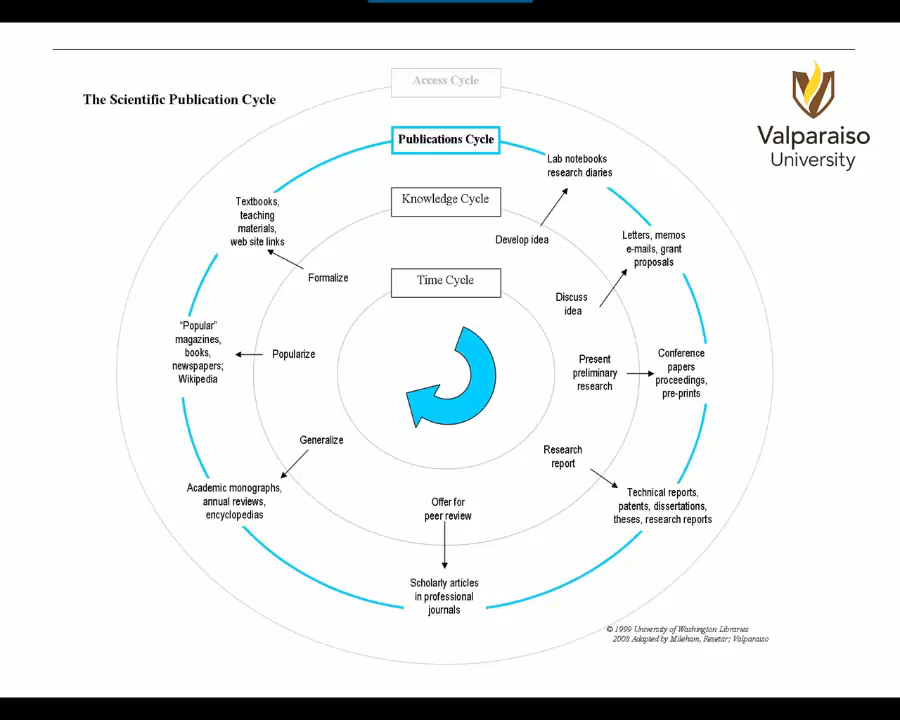 Access Cycle
The Scientific Publication Cycle
Valparaiso
University
Publications Cycle
Lab notebooks
research diaries
Knowledge Cycle
Textbooks,
teaching
materials,
web site links
Develop idea
Letters, memos
e-mails, grant
proposals
Formalize
Time Cycle
Discuss
idea
"Popular"
magazines,
books,
newspapers;
Wikipedia
Popularize
Present
preliminary
research
Conference
papers
proceedings,
pre-prints
Generalize
Research
report
Academic monographs,
annual reviews,
encyclopedias
Offer for
peer review
Technical reports,
patents, dissertations,
theses, research reports
Scholarly articles
in professional
journals
© 1999 University of Washington Libraries
2008 Adapted by Mileham, Resetar; Valparaiso